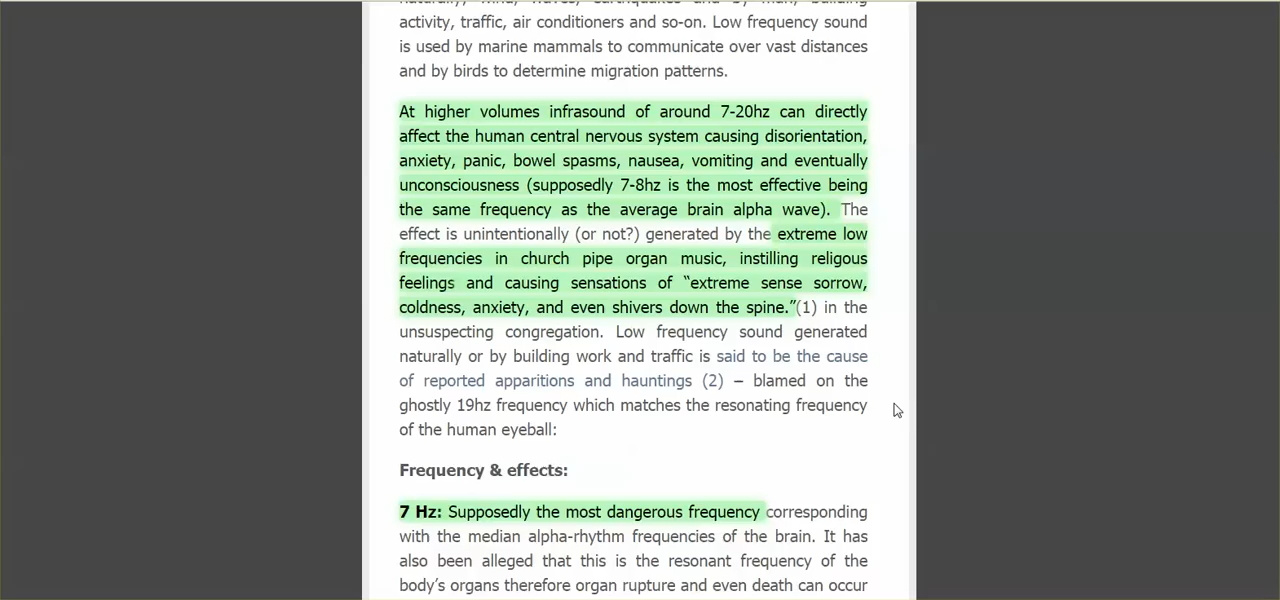 naturally, wind, waves, earthquakes and by man, building
activity, traffic, air conditioners and so-on. Low frequency sound
is used by marine mammals to communicate over vast distances
and by birds to determine migration patterns.
At higher volumes infrasound of around 7-20hz can directly
affect the human central nervous system causing disorientation,
anxiety, panic, bowel spasms, nausea, vomiting and eventually
unconsciousness (supposedly 7-8hz is the most effective being
the same frequency as the average brain alpha wave). The
effect is unintentionally (or not?) generated by the extreme low
frequencies in church pipe organ music, instilling religous
feelings and causing sensations of “extreme sense sorrow,
coldness, anxiety, and even shivers down the spine.”(1) in the
unsuspecting congregation. Low frequency sound generated
naturally or by building work and traffic is said to be the cause
of reported apparitions and hauntings (2) – blamed on the
ghostly 19hz frequency which matches the resonating frequency
of the human eyeball:
Frequency & effects:
7 Hz: Supposedly the most dangerous frequency corresponding
with the median alpha-rhythm frequencies of the brain. It has
also been alleged that this is the resonant frequency of the
body’s organs therefore organ rupture and even death can occur